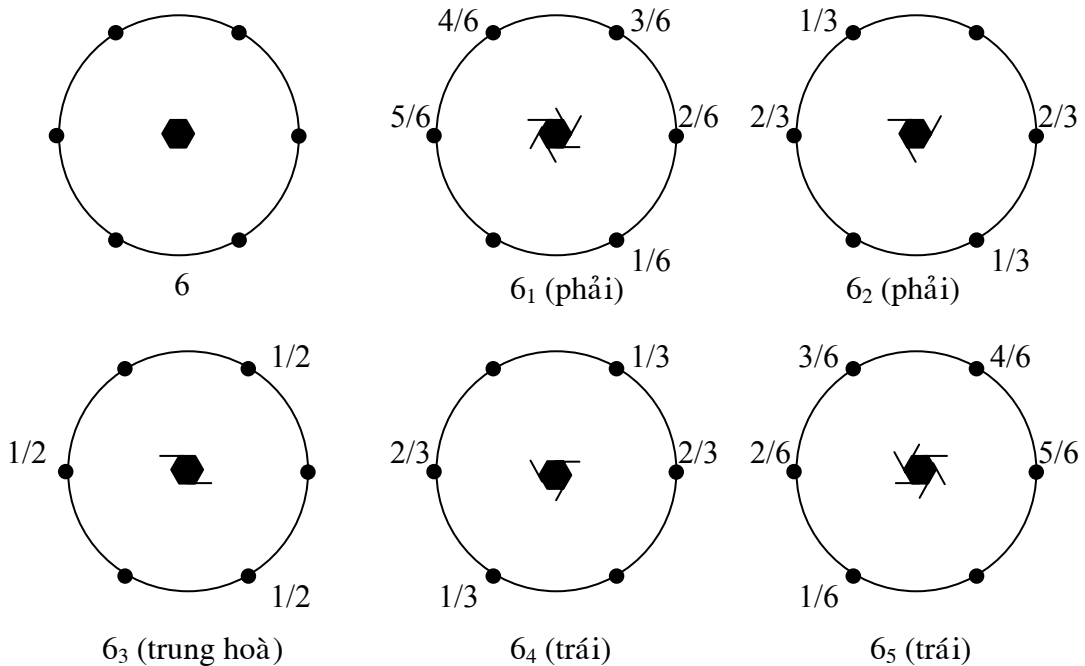 4/6 3/6 1/3
5/6 2/6 2/3 2/3
1/6 1/3
6 6₁ (phải) 6₂ (phải)
1/2 1/3 3/6 4/6
1/2 2/3 2/3 2/6 5/6
1/2 1/3 1/6
6₃ (trung hoà) 6₄ (trái) 6₅ (trái)